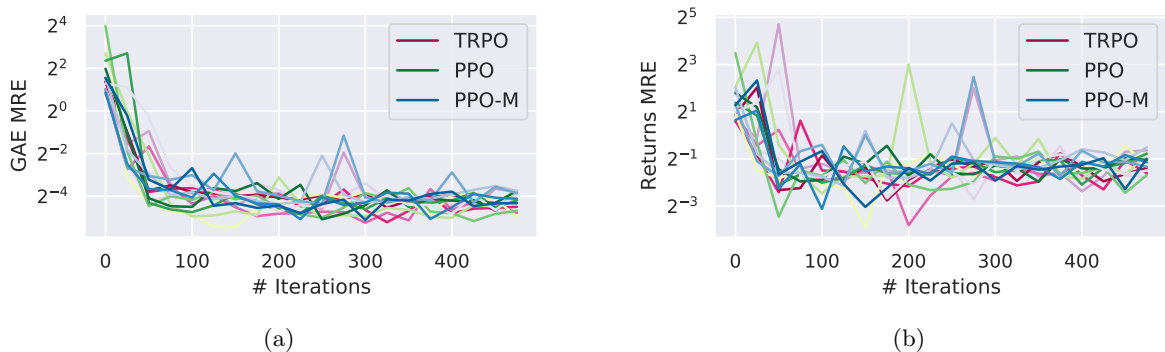 2^4
2^2
2^0
2^-2
2^-4
GAE MRE
TRPO
PPO
PPO-M
0 100 200 300 400
# Iterations
(a)
2^5
2^3
2^1
2^-1
2^-3
Returns MRE
TRPO
PPO
PPO-M
0 100 200 300 400
# Iterations
(b)